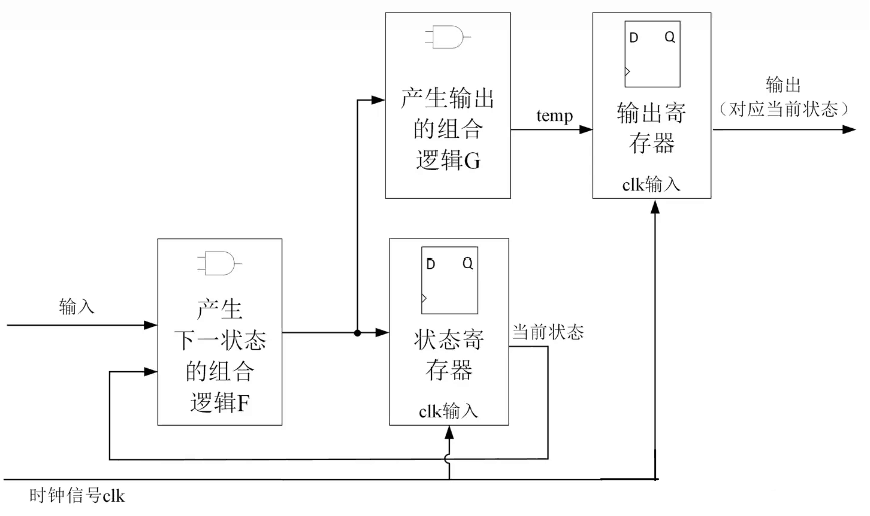 D Q
产生输出
的组合
逻辑G
temp
D Q
输出寄
存器
clk输入
输出
（对应当前状态）
输入
产生
下一状态
的组合
逻辑F
D Q
状态寄
存器
clk输入
当前状态
时钟信号clk